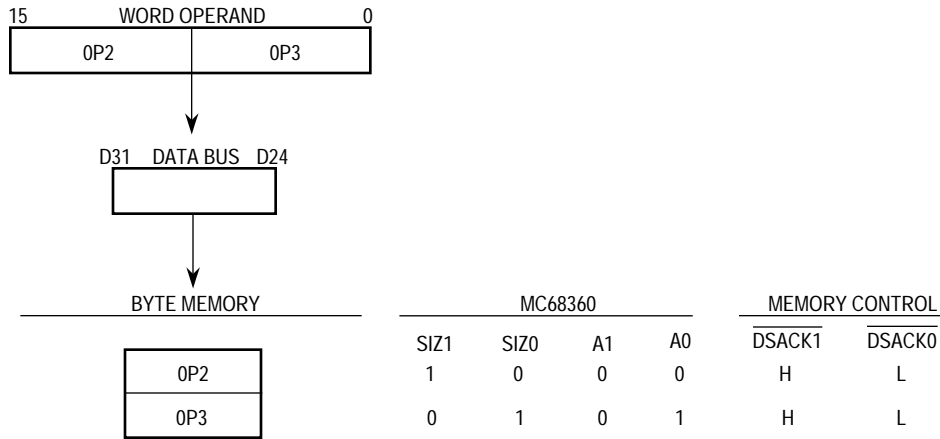 15 WORD OPERAND 0
0P2 0P3
D31 DATA BUS D24
BYTE MEMORY MC68360 MEMORY CONTROL
SIZ1 SIZ0 A1 A0 DSACK1 DSACK0
0P2 1 0 0 0 H L
0P3 0 1 0 1 H L